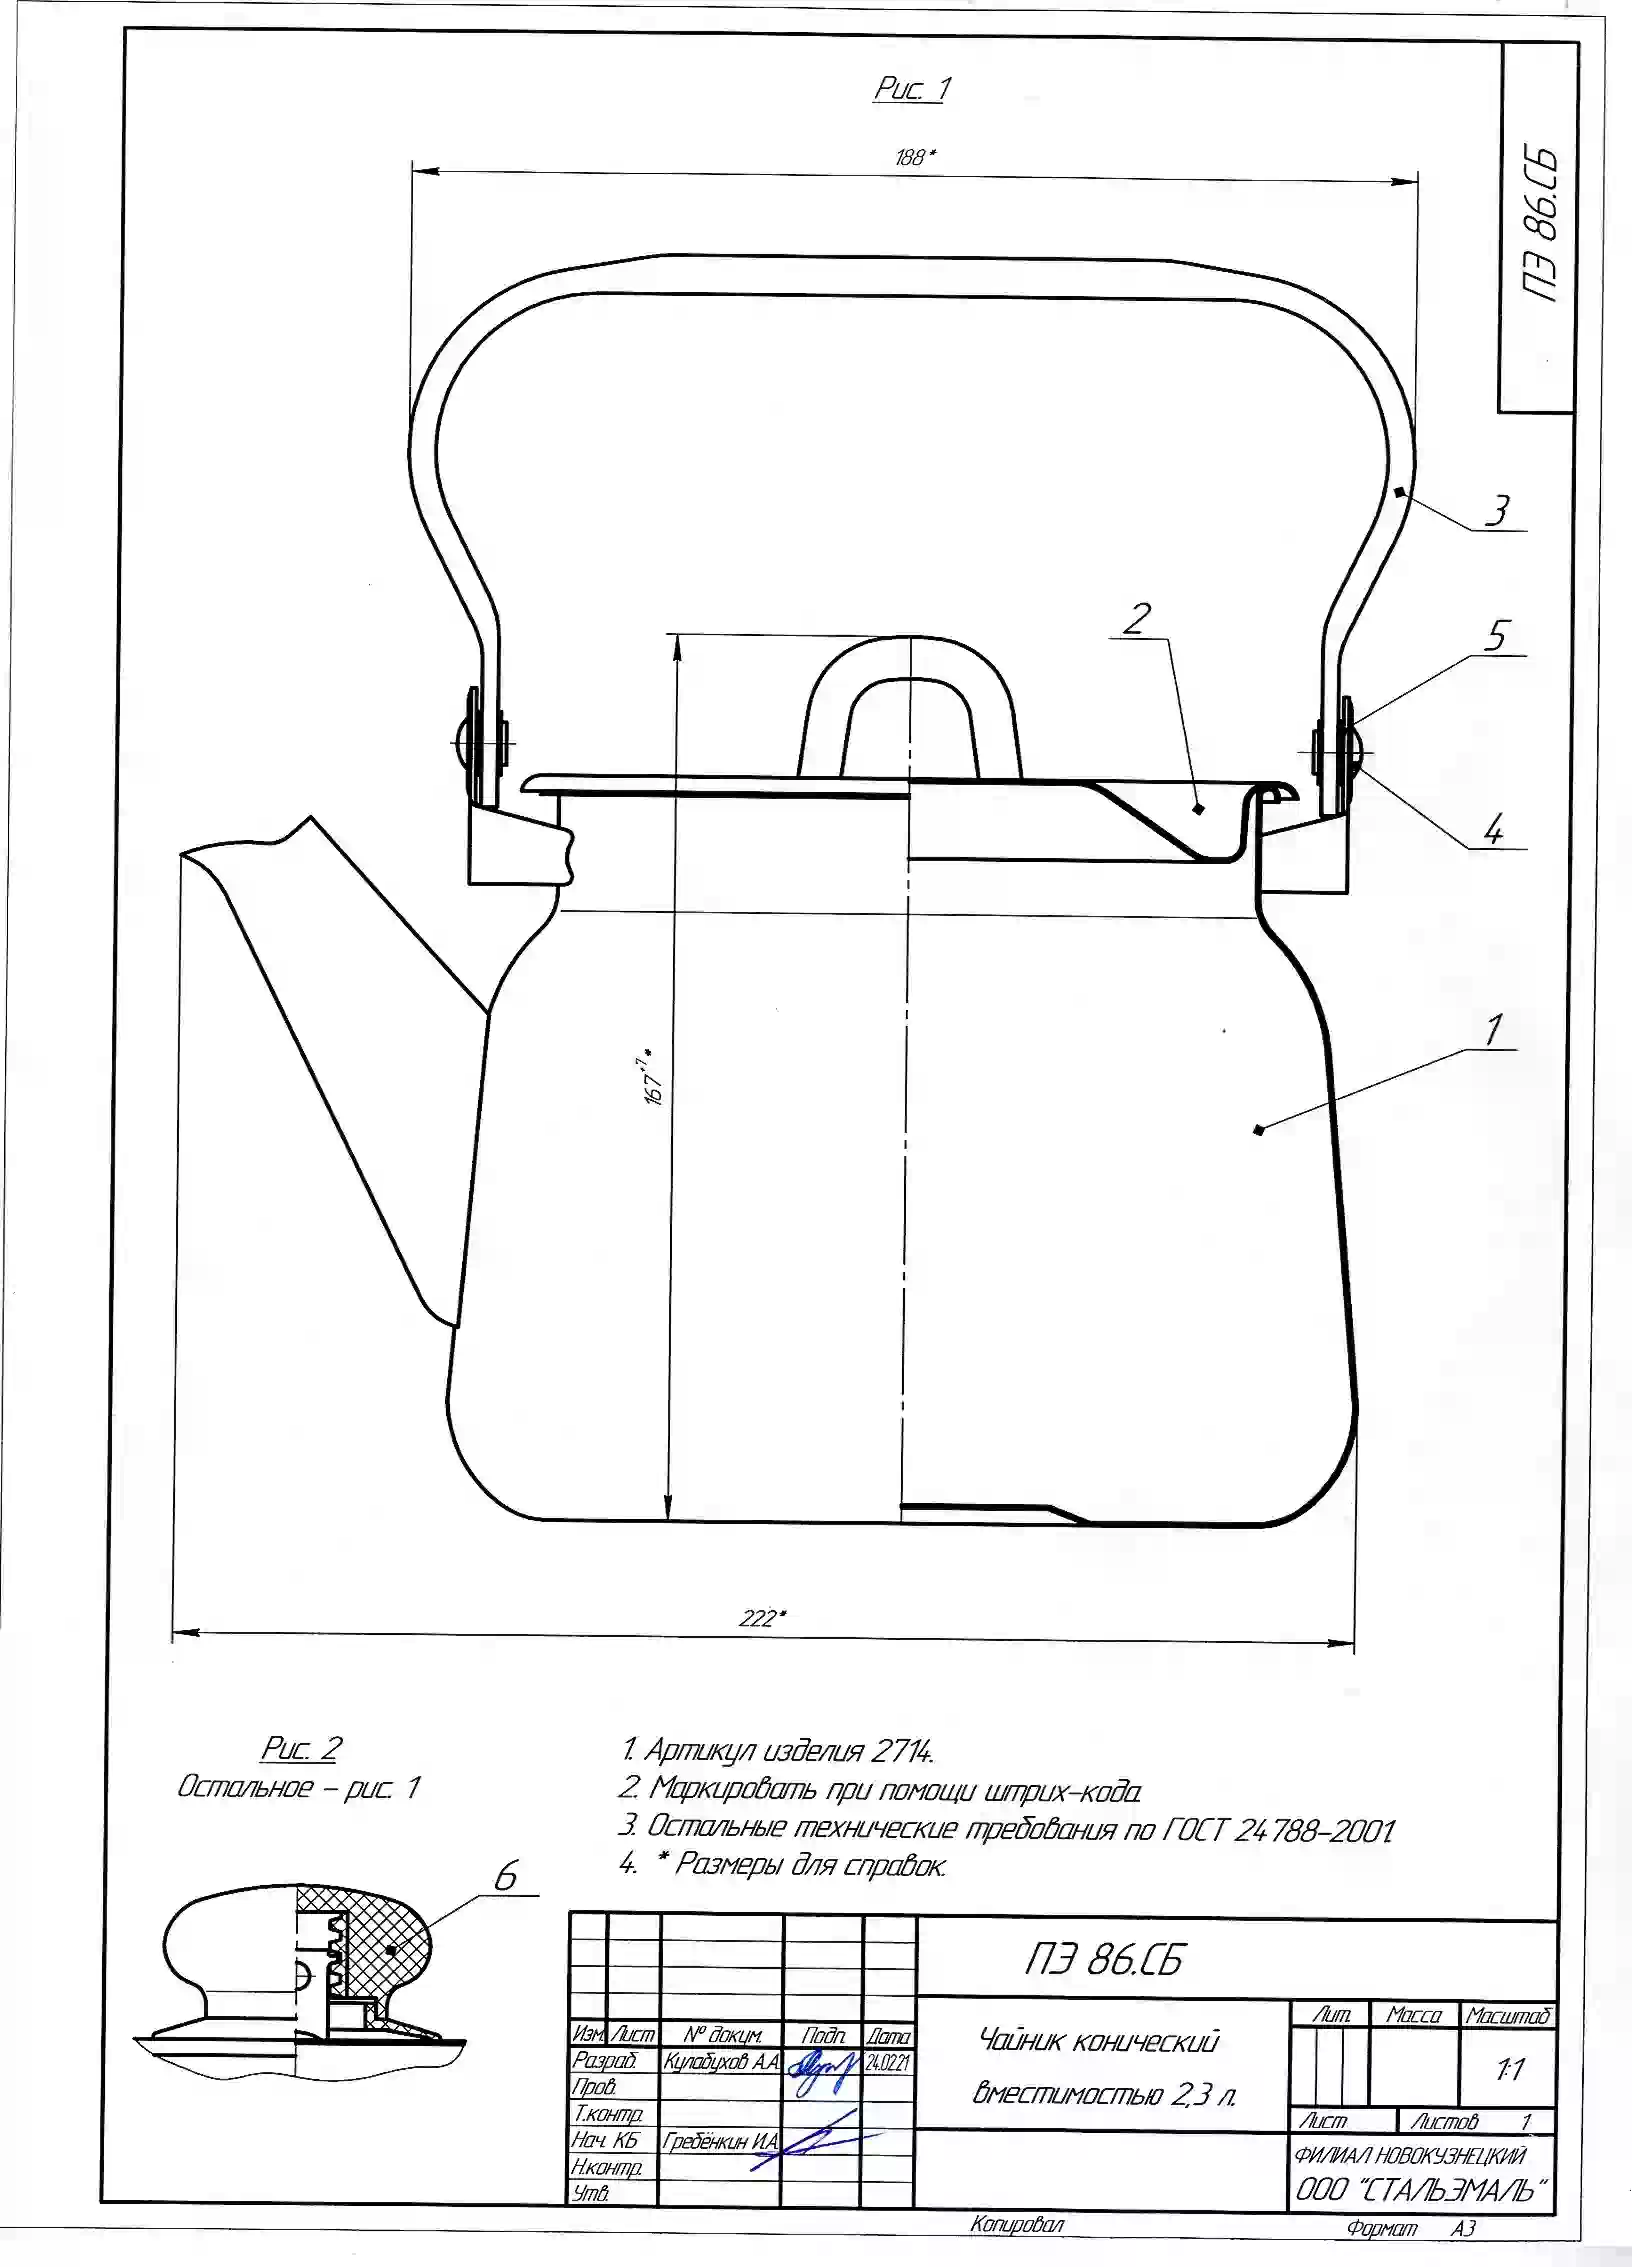 Рис. 1
188*
ПЭ 86.СБ
3
2
5
4
1
167⁺⁷*
222*
Рис. 2
Остальное – рис. 1
6
1. Артикул изделия 2714.
2. Маркировать при помощи штрих-кода
3. Остальные технические требования по ГОСТ 24788-2001
4. * Размеры для справок.
ПЭ 86.СБ
Изм. Лист № докум. Подп. Дата
Разраб. Кулабухов А.А. 24.02.21
Пров.
Т.контр.
Нач. КБ Гребёнкин И.А.
Н.контр.
Утв.
Чайник конический
вместимостью 2,3 л.
Лит. Масса Масштаб
1:1
Лист Листов 1
ФИЛИАЛ НОВОКУЗНЕЦКИЙ
ООО "СТАЛЬЭМАЛЬ"
Копировал Формат А3